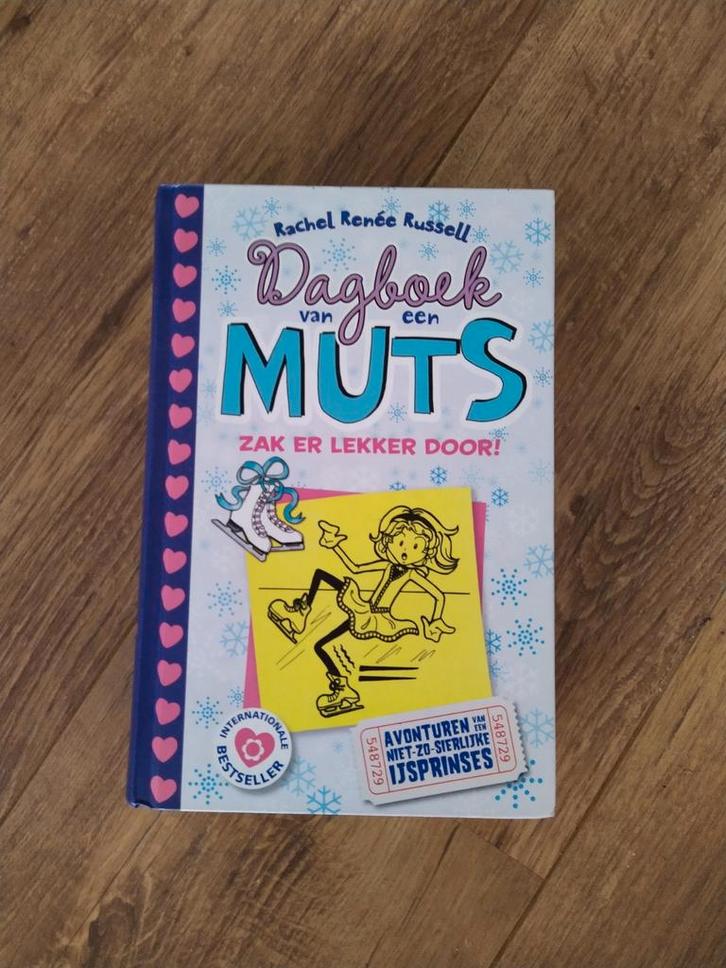 Rachel Renée Russell
Dagboek
van een
MUTS
ZAK ER LEKKER DOOR!
INTERNATIONALE
BESTSELLER
548729
AVONTUREN VAN EEN
NIET-ZO-SIERLIJKE
IJSPRINSES
548729